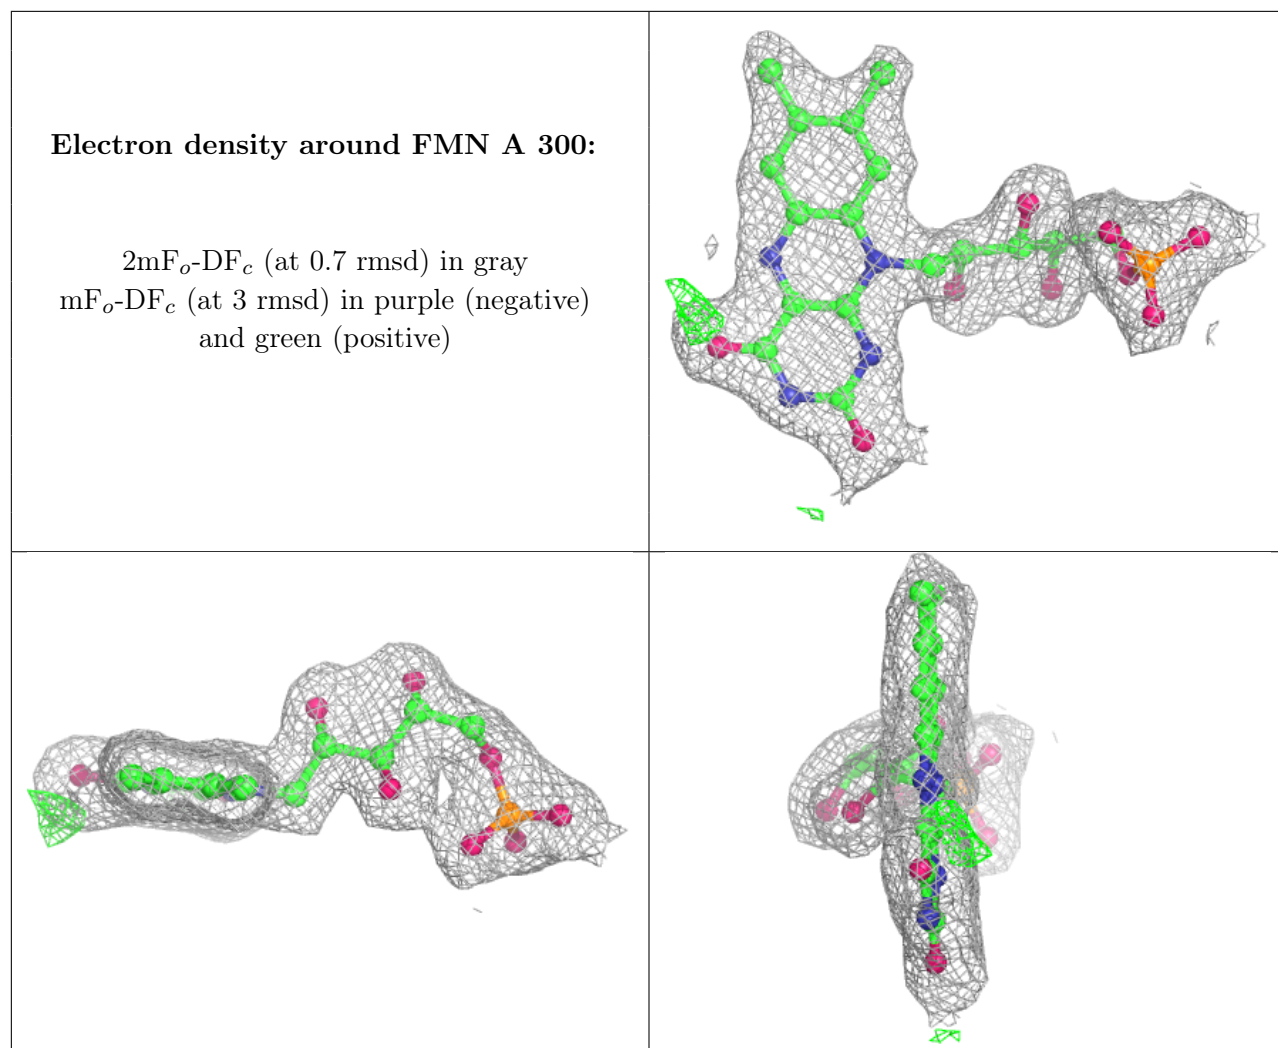 Electron density around FMN A 300:
2mFo-DFc (at 0.7 rmsd) in gray
mFo-DFc (at 3 rmsd) in purple (negative)
and green (positive)